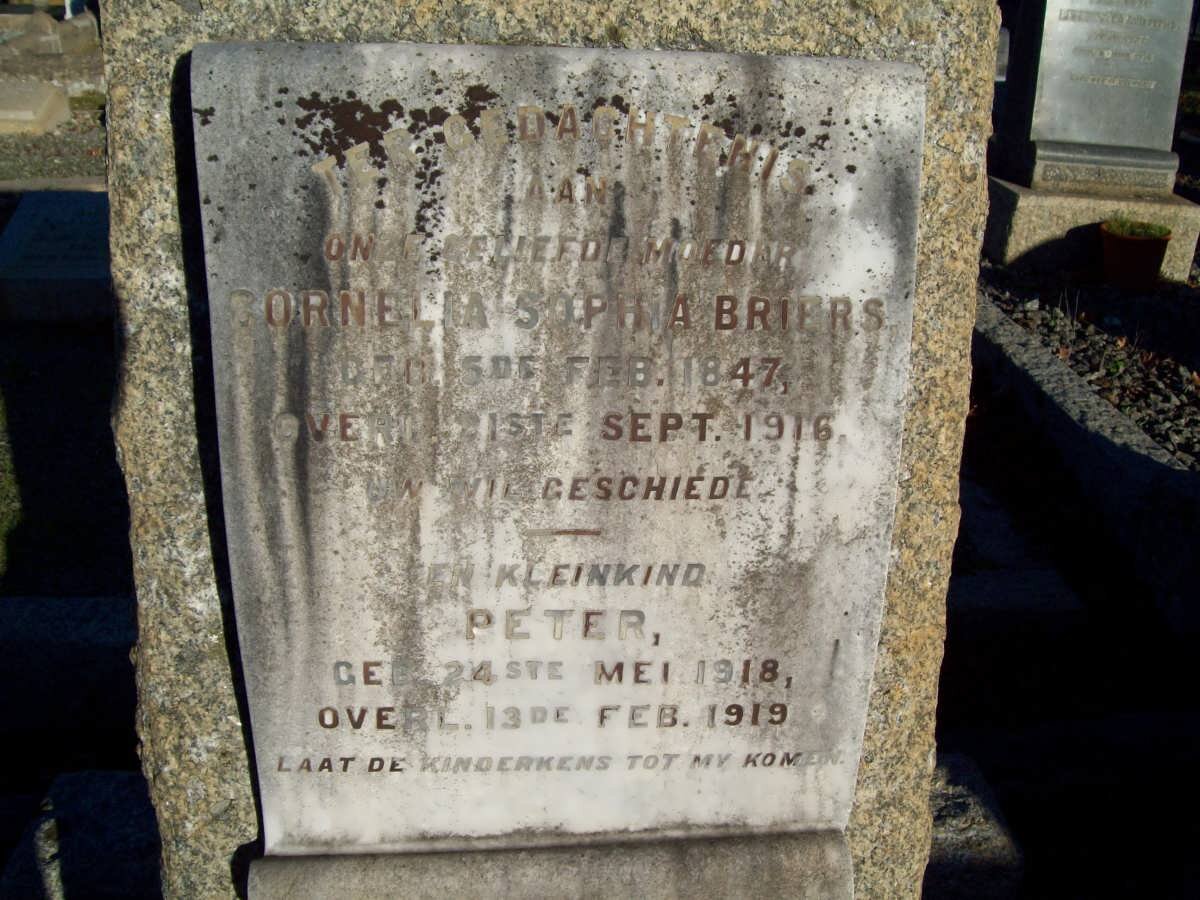 TER GEDACHTENIS
AAN
ONZE GELIEFDE MOEDER
CORNELIA SOPHIA BRIERS
GEB. 5DE FEB. 1847,
OVERL. 21STE SEPT. 1916.
UW WIL GESCHIEDE
EN KLEINKIND
PETER,
GEB. 24STE MEI 1918,
OVERL. 13DE FEB. 1919
LAAT DE KINDERKENS TOT MY KOMEN.